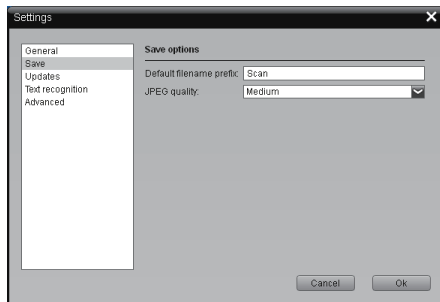 Settings
General
Save
Updates
Text recognition
Advanced
Save options
Default filename prefix: Scan
JPEG quality: Medium
Cancel
Ok